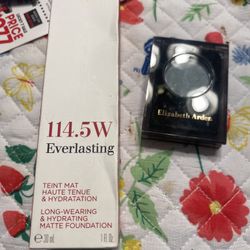 PRICE
114.5W
Everlasting
TEINT MAT
HAUTE TENUE
& HYDRATATION
LONG-WEARING
& HYDRATING
MATTE FOUNDATION
30 ml
1 Fl.
Elizabeth Arden